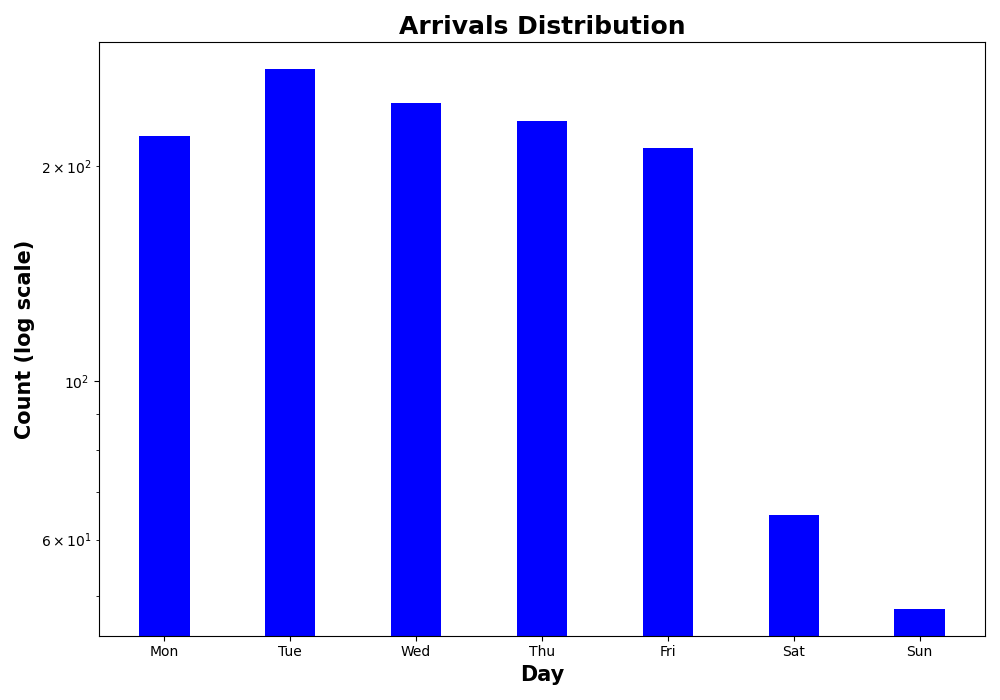 Arrivals Distribution
Count (log scale)
2 × 10²
10²
6 × 10¹
Mon Tue Wed Thu Fri Sat Sun
Day